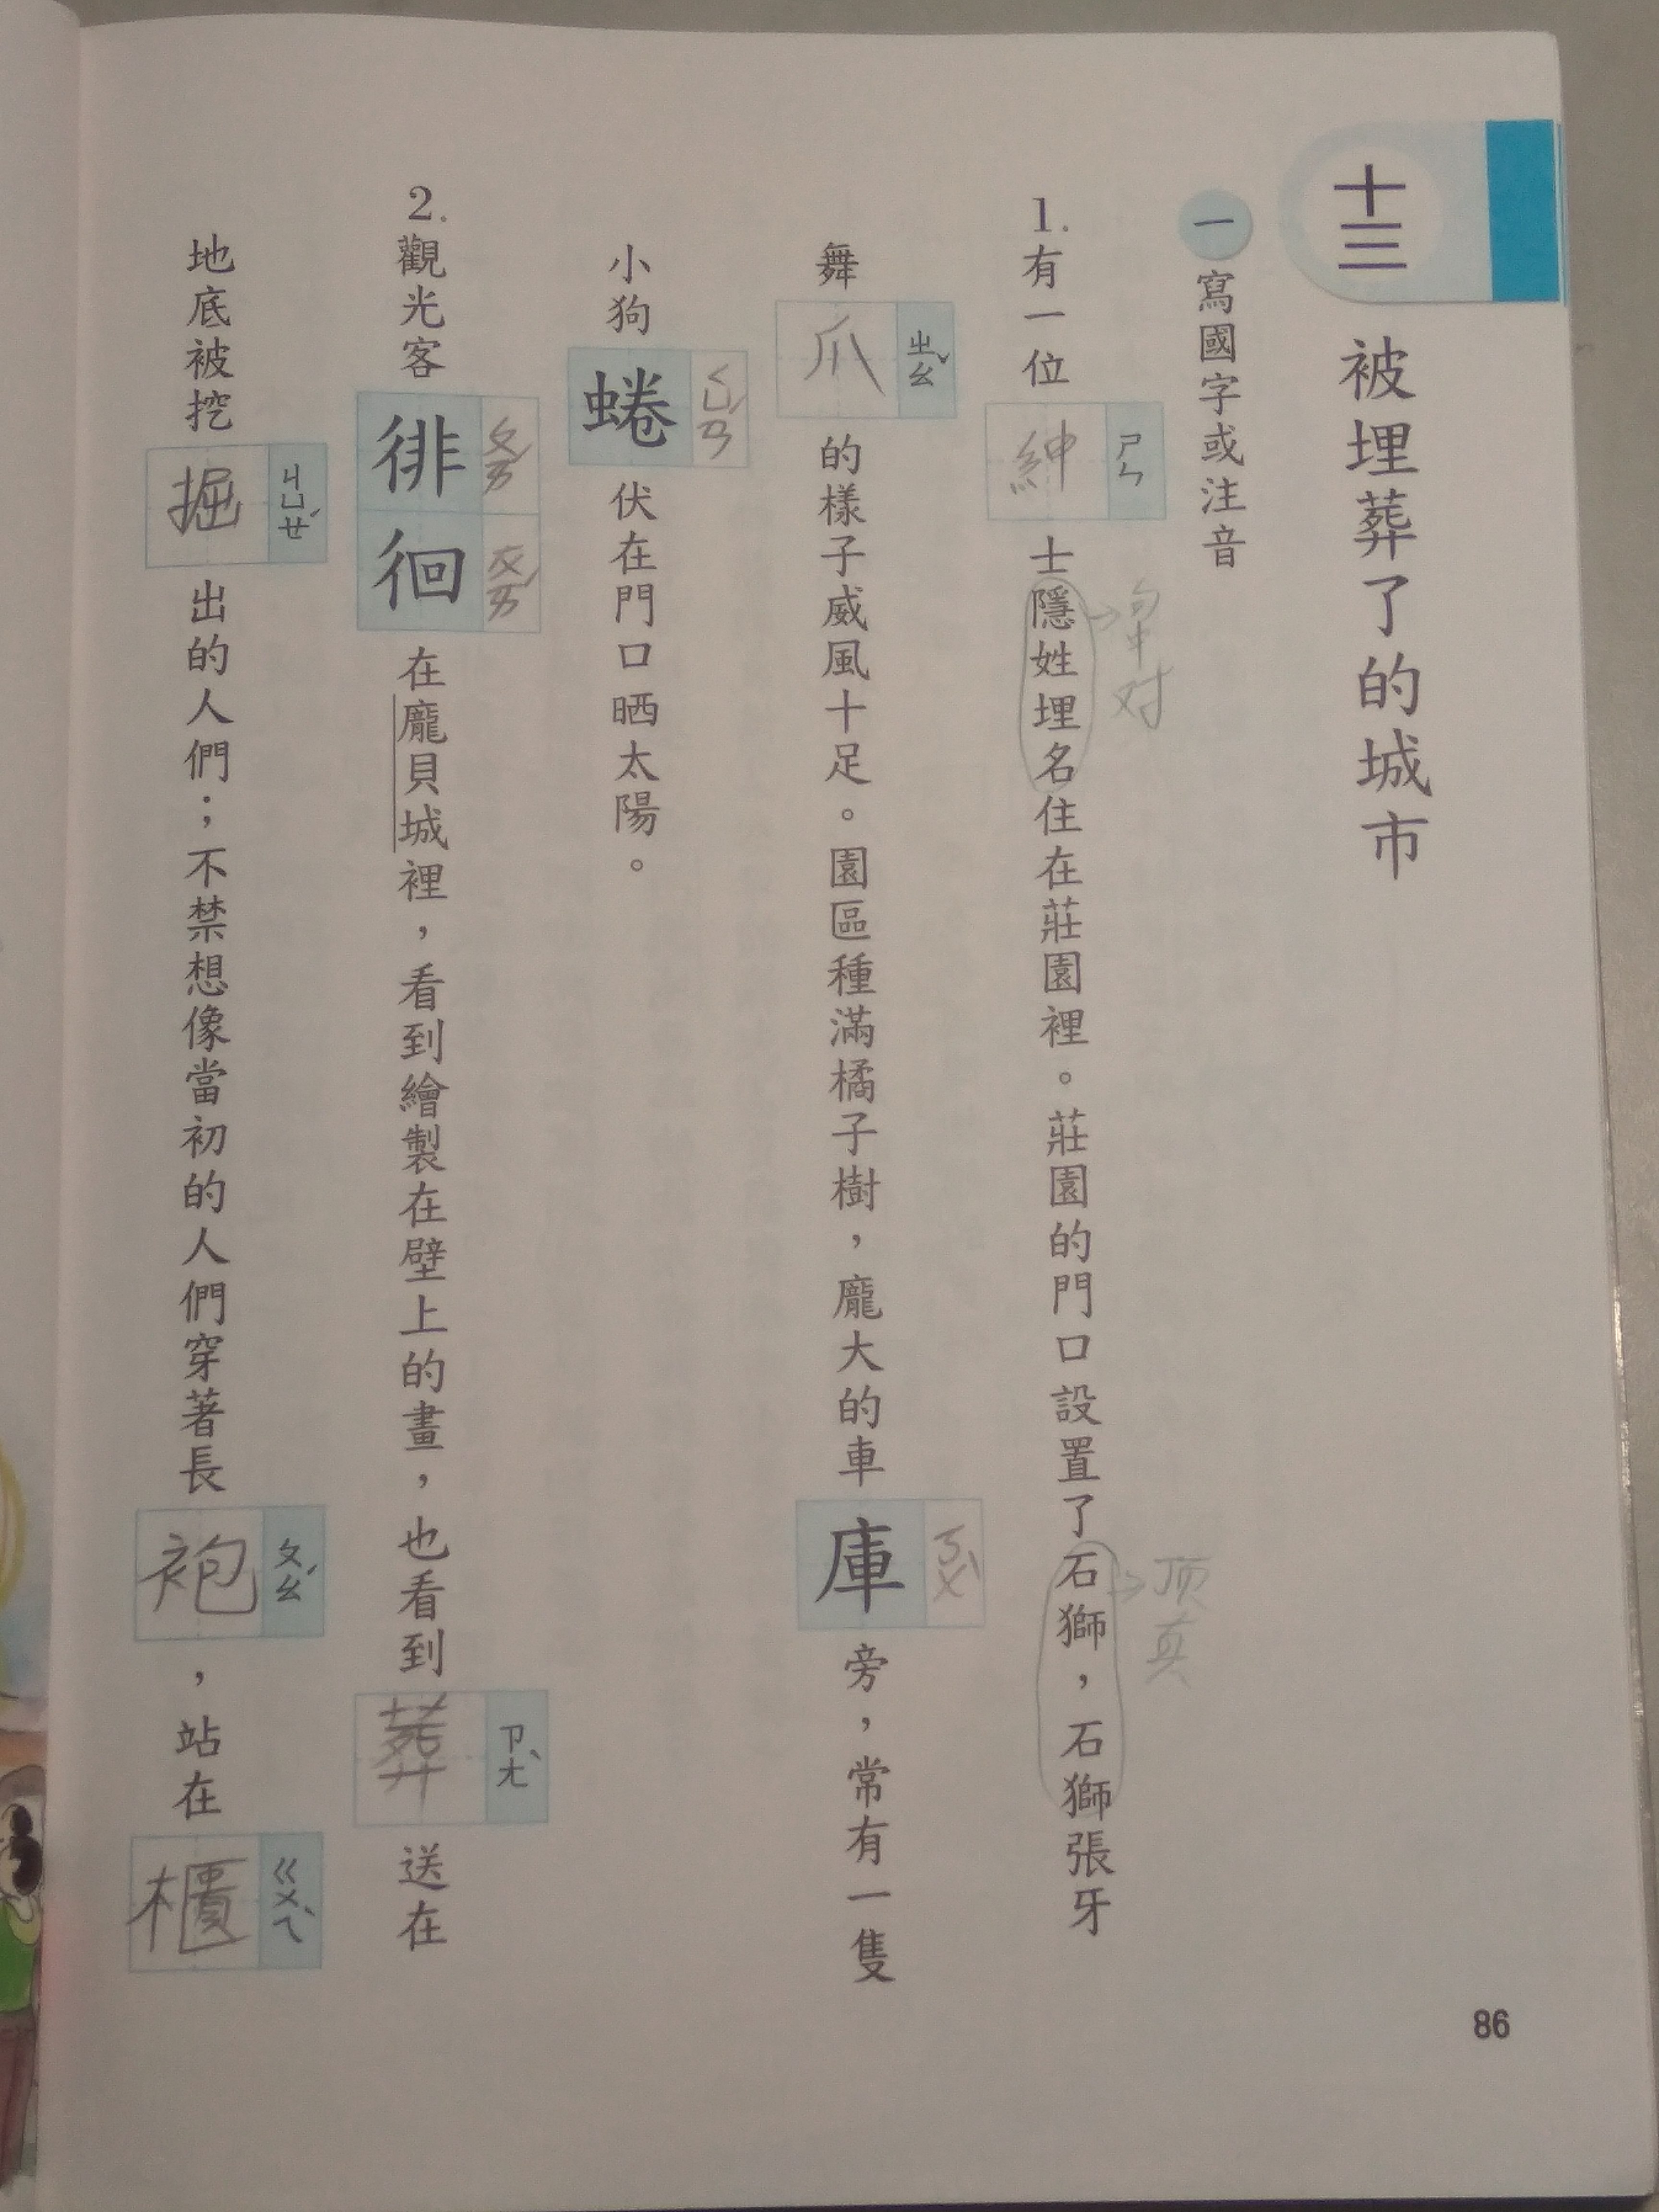 十三 被埋葬了的城市
一 寫國字或注音
1.有一位紳ㄕㄣ士隱姓埋名住在莊園裡。莊園的門口設置了石獅，石獅張牙
句中对
顶真
舞爪ㄓㄠˇ的樣子威風十足。園區種滿橘子樹，龐大的車庫ㄎㄨˋ旁，常有一隻
小狗蜷ㄑㄩㄢˊ伏在門口晒太陽。
2.觀光客徘ㄆㄞˊ徊ㄏㄨㄞˊ在龐貝城裡，看到繪製在壁上的畫，也看到葬ㄗㄤˋ送在
地底被挖掘ㄐㄩㄝˊ出的人們；不禁想像當初的人們穿著長袍ㄆㄠˊ，站在櫃ㄍㄨㄟˋ
86